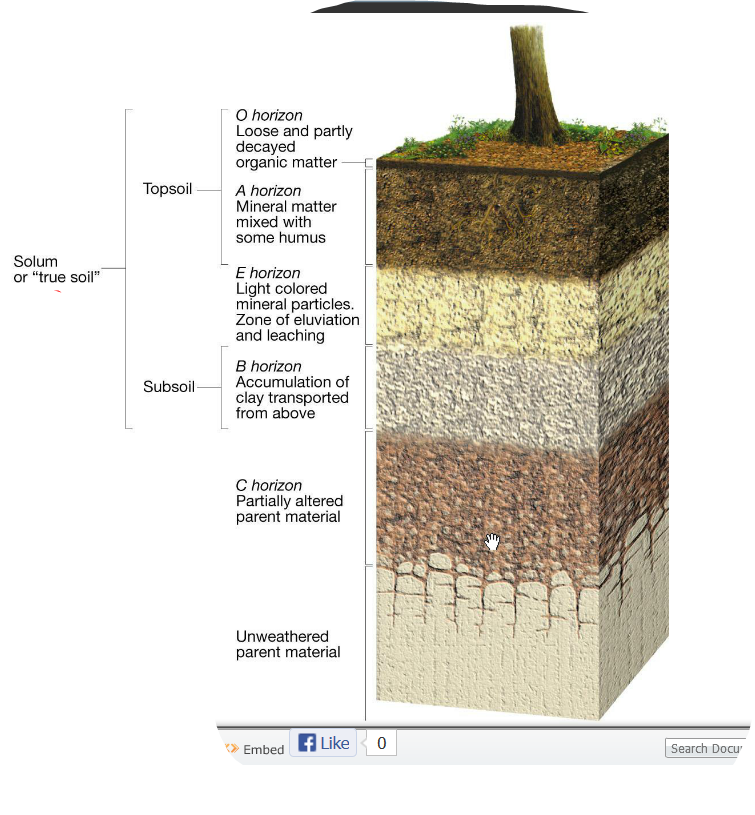 O horizon
Loose and partly
decayed
organic matter
Topsoil
A horizon
Mineral matter
mixed with
some humus
Solum
or “true soil”
E horizon
Light colored
mineral particles.
Zone of eluviation
and leaching
B horizon
Subsoil
Accumulation of
clay transported
from above
C horizon
Partially altered
parent material
Unweathered
parent material
Embed
Like
0
Search